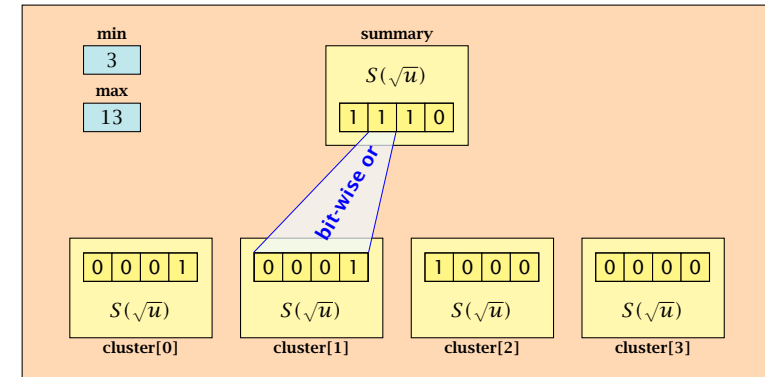 min
3
max
13
summary
S(√u)
1 1 1 0
bit-wise or
0 0 0 1
S(√u)
cluster[0]
0 0 0 1
S(√u)
cluster[1]
1 0 0 0
S(√u)
cluster[2]
0 0 0 0
S(√u)
cluster[3]